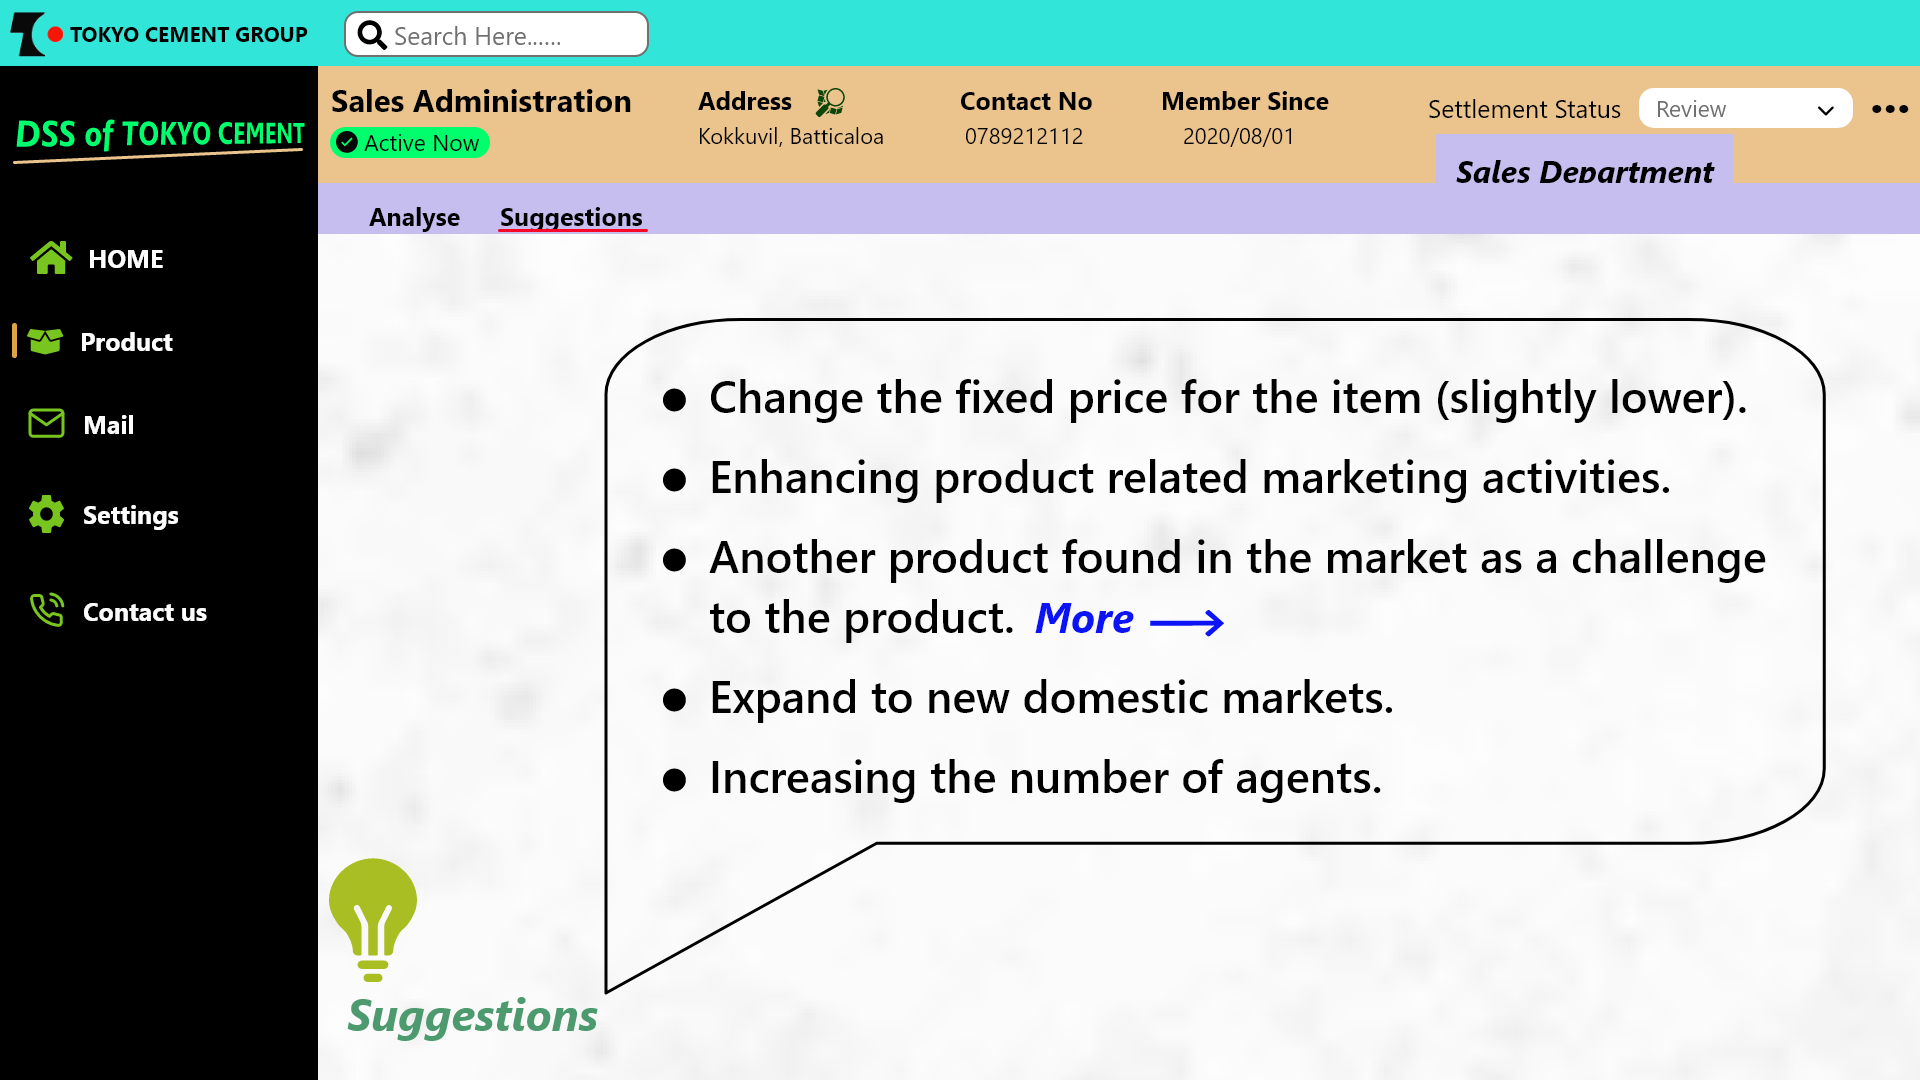 TOKYO CEMENT GROUP
Search Here......
DSS of TOKYO CEMENT
HOME
Product
Mail
Settings
Contact us
Sales Administration
Active Now
Address
Kokkuvil, Batticaloa
Contact No
0789212112
Member Since
2020/08/01
Settlement Status
Review
Sales Department
Analyse
Suggestions
● Change the fixed price for the item (slightly lower).
● Enhancing product related marketing activities.
● Another product found in the market as a challenge
to the product. More →
● Expand to new domestic markets.
● Increasing the number of agents.
Suggestions